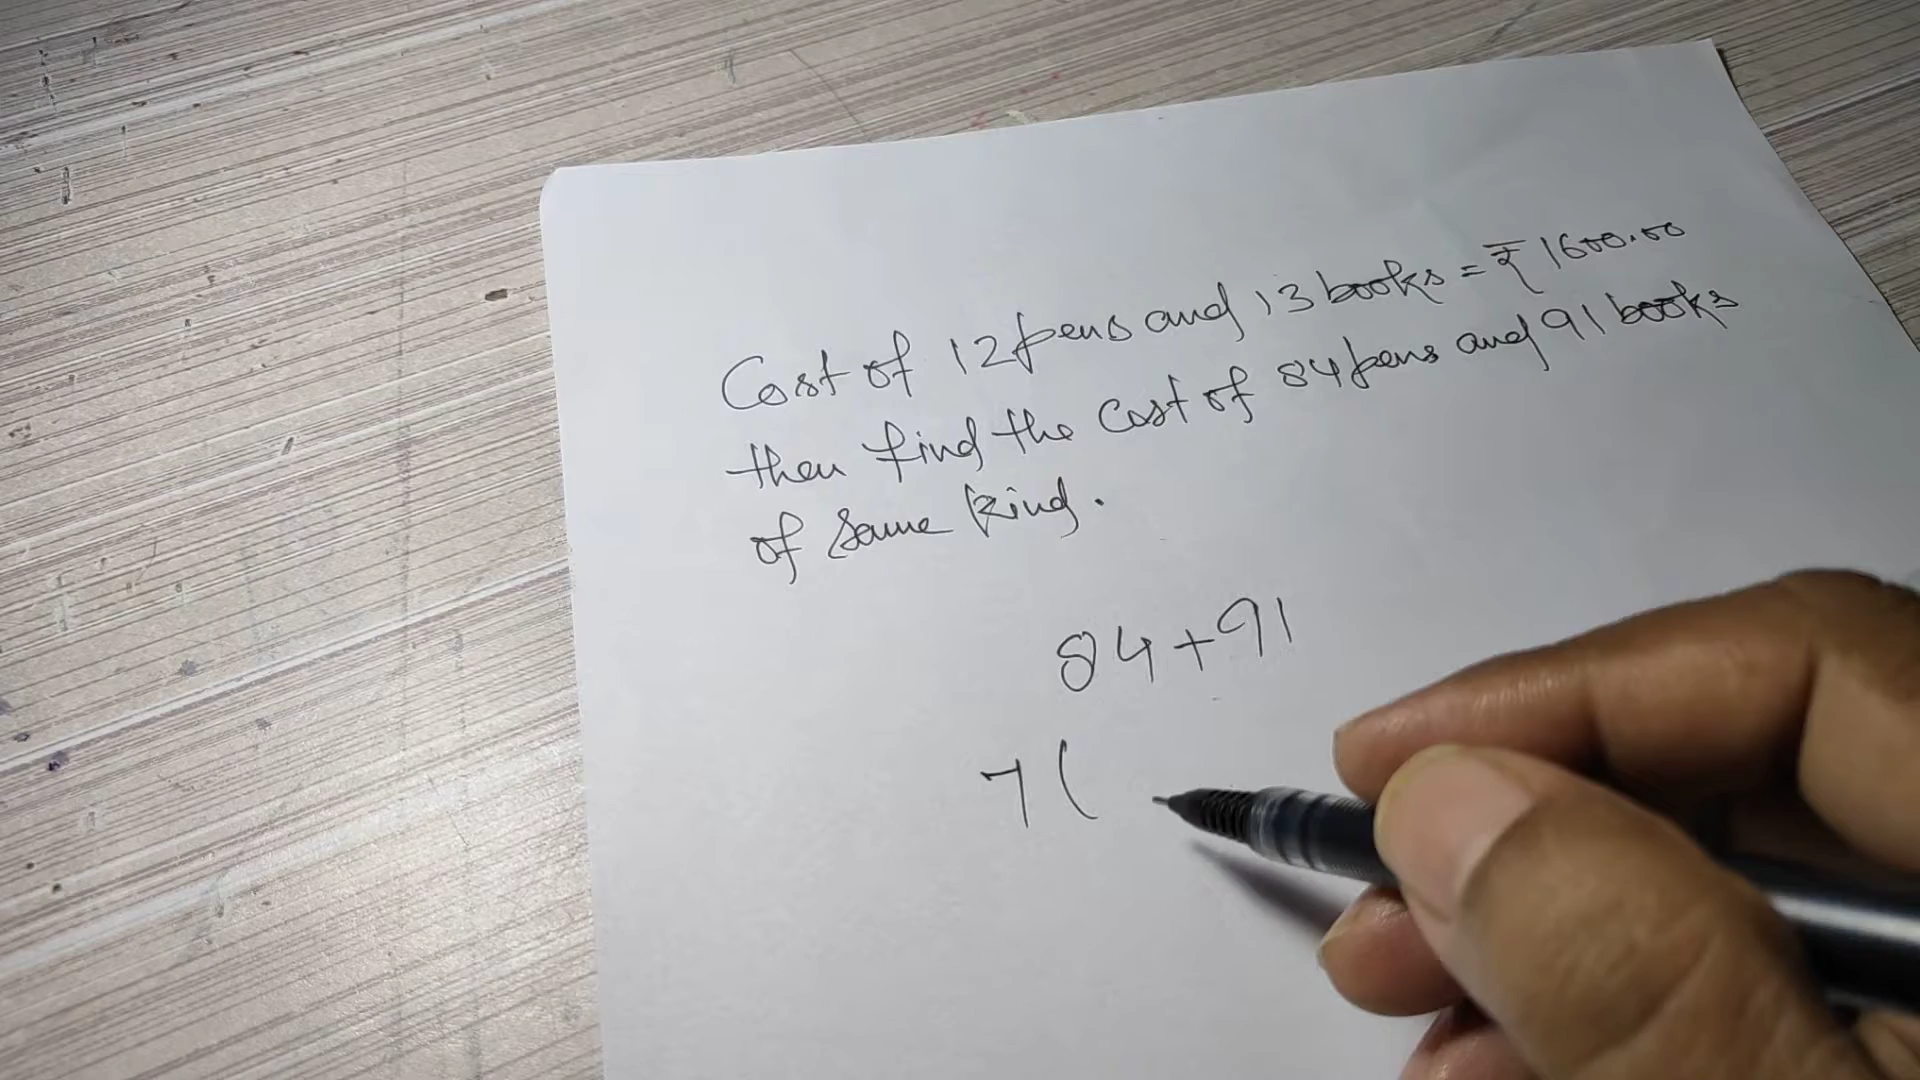 Cost of 12 pens and 13 books = ₹ 1600.00
then find the cost of 84 pens and 91 books
of same kind.
84+91
7(